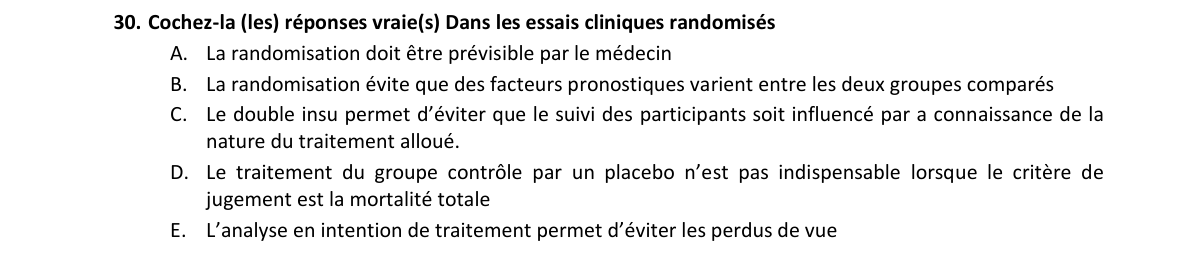 30. Cochez-la (les) réponses vraie(s) Dans les essais cliniques randomisés
A. La randomisation doit être prévisible par le médecin
B. La randomisation évite que des facteurs pronostiques varient entre les deux groupes comparés
C. Le double insu permet d’éviter que le suivi des participants soit influencé par a connaissance de la
nature du traitement alloué.
D. Le traitement du groupe contrôle par un placebo n’est pas indispensable lorsque le critère de
jugement est la mortalité totale
E. L’analyse en intention de traitement permet d’éviter les perdus de vue